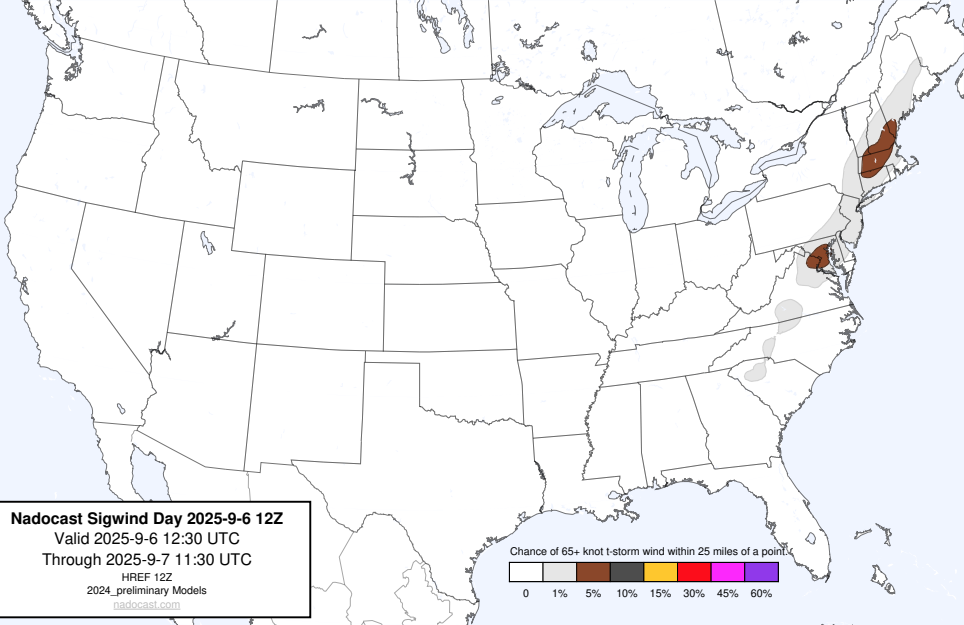 Nadocast Sigwind Day 2025-9-6 12Z
Valid 2025-9-6 12:30 UTC
Through 2025-9-7 11:30 UTC
HREF 12Z
2024_preliminary Models
nadocast.com
Chance of 65+ knot t-storm wind within 25 miles of a point.
0 1% 5% 10% 15% 30% 45% 60%